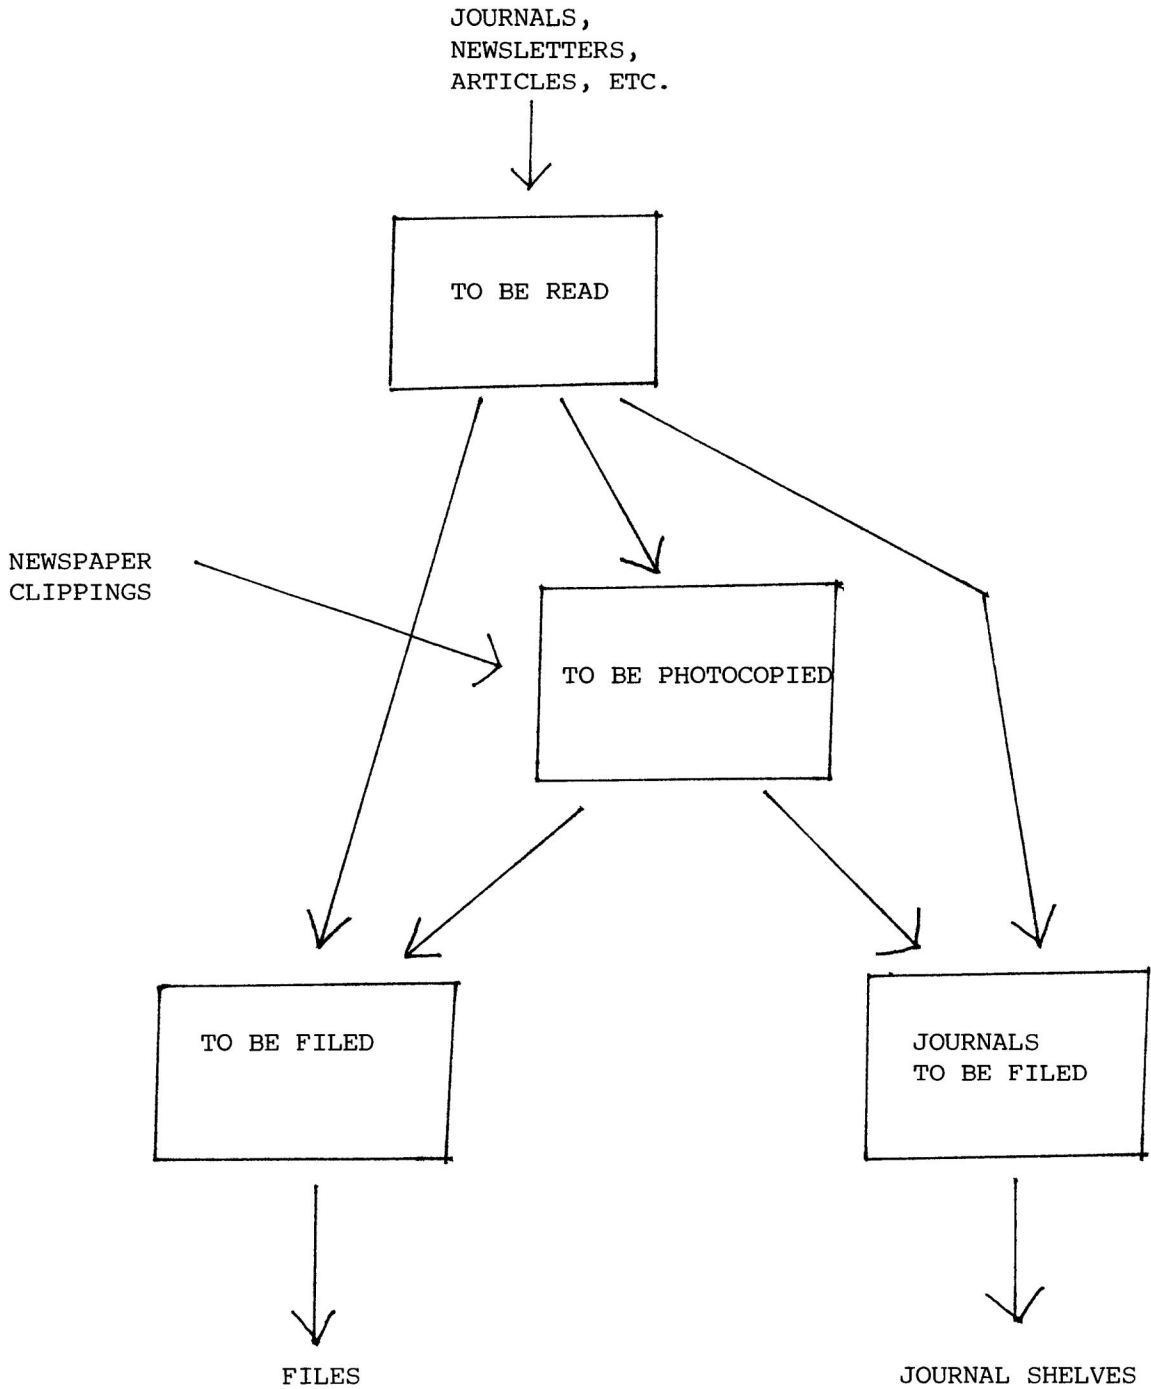 JOURNALS,
NEWSLETTERS,
ARTICLES, ETC.
TO BE READ
NEWSPAPER
CLIPPINGS
TO BE PHOTOCOPIED
TO BE FILED
JOURNALS
TO BE FILED
FILES
JOURNAL SHELVES